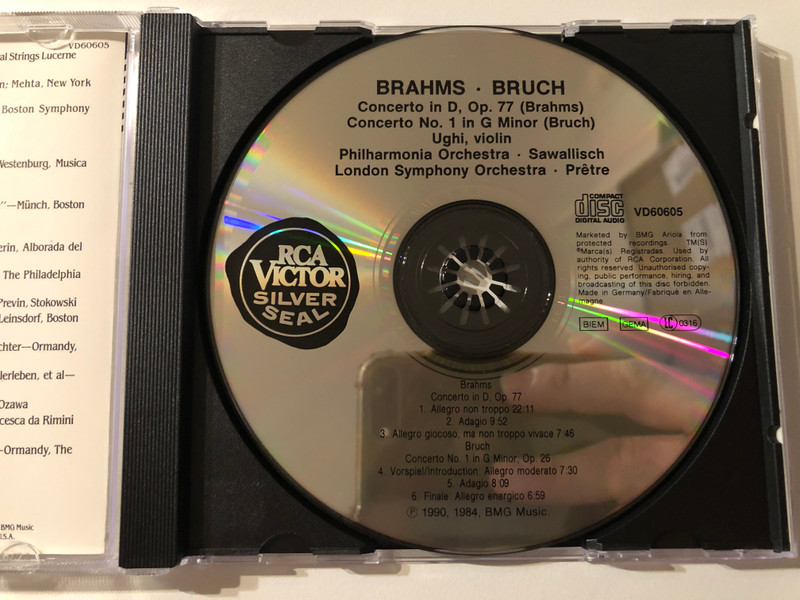 VD60605
al Strings Lucerne
n; Mehta, New York
Boston Symphony
Westenburg, Musica
"—Münch, Boston
erin, Alborada del
The Philadelphia
Previn, Stokowski
Leinsdorf, Boston
chter—Ormandy,
lerleben, et al—
Ozawa
cesca da Rimini
—Ormandy, The
BMG Music
.S.A.
BRAHMS · BRUCH
Concerto in D, Op. 77 (Brahms)
Concerto No. 1 in G Minor (Bruch)
Ughi, violin
Philharmonia Orchestra · Sawallisch
London Symphony Orchestra · Prêtre
RCA
VICTOR
SILVER
SEAL
COMPACT
disc
DIGITAL AUDIO
VD60605
Marketed by BMG Ariola from
protected recordings. TM(S)
®Marca(s) Registradas. Used by
authority of RCA Corporation. All
rights reserved. Unauthorised copy-
ing, public performance, hiring, and
broadcasting of this disc forbidden.
Made in Germany/Fabriqué en Alle-
magne
BIEM
GEMA
LC 0316
Brahms
Concerto in D, Op. 77
1. Allegro non troppo 22:11
2. Adagio 9:52
3. Allegro giocoso, ma non troppo vivace 7:46
Bruch
Concerto No. 1 in G Minor, Op. 26
4. Vorspiel/Introduction: Allegro moderato 7:30
5. Adagio 8:09
6. Finale: Allegro energico 6:59
℗ 1990, 1984, BMG Music.